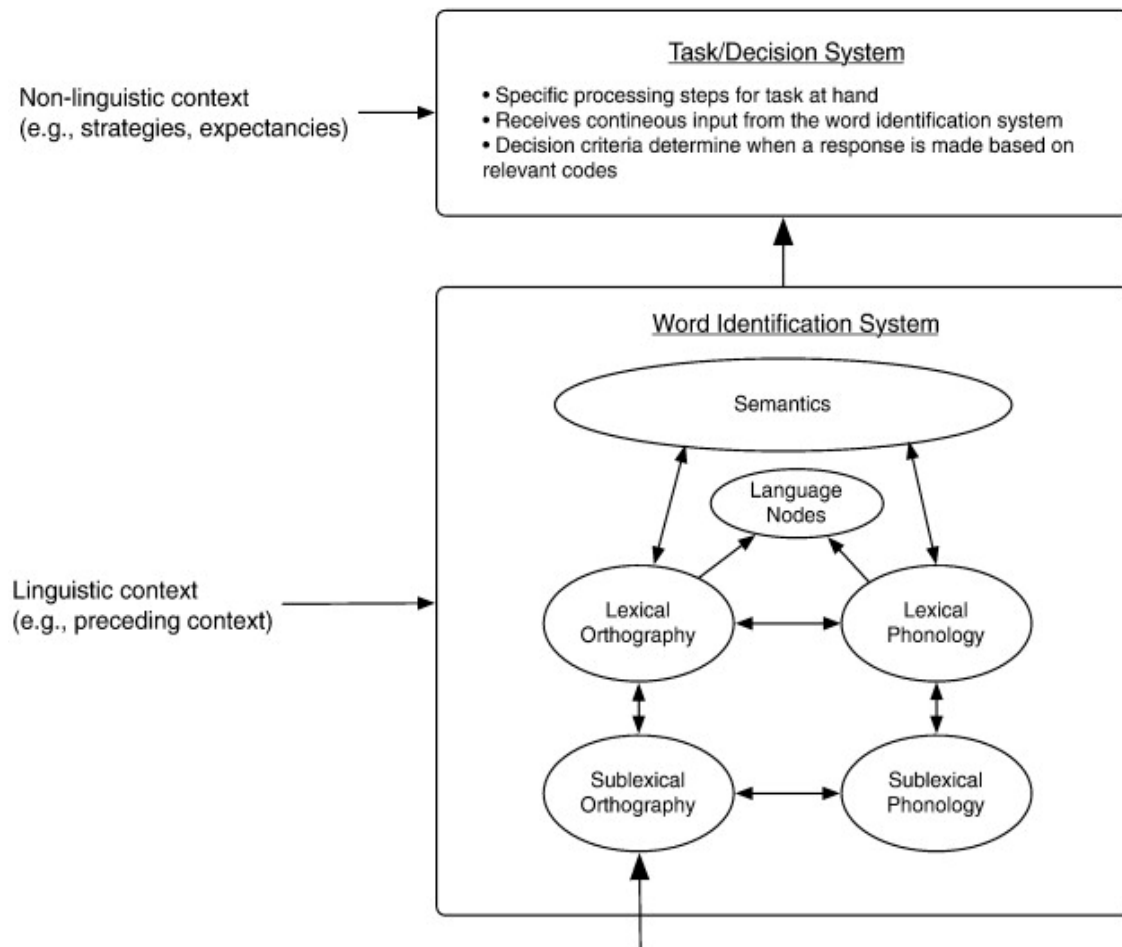 Task/Decision System
Non-linguistic context
(e.g., strategies, expectancies)
• Specific processing steps for task at hand
• Receives contineous input from the word identification system
• Decision criteria determine when a response is made based on
relevant codes
Word Identification System
Semantics
Language
Nodes
Linguistic context
(e.g., preceding context)
Lexical
Orthography
Lexical
Phonology
Sublexical
Orthography
Sublexical
Phonology